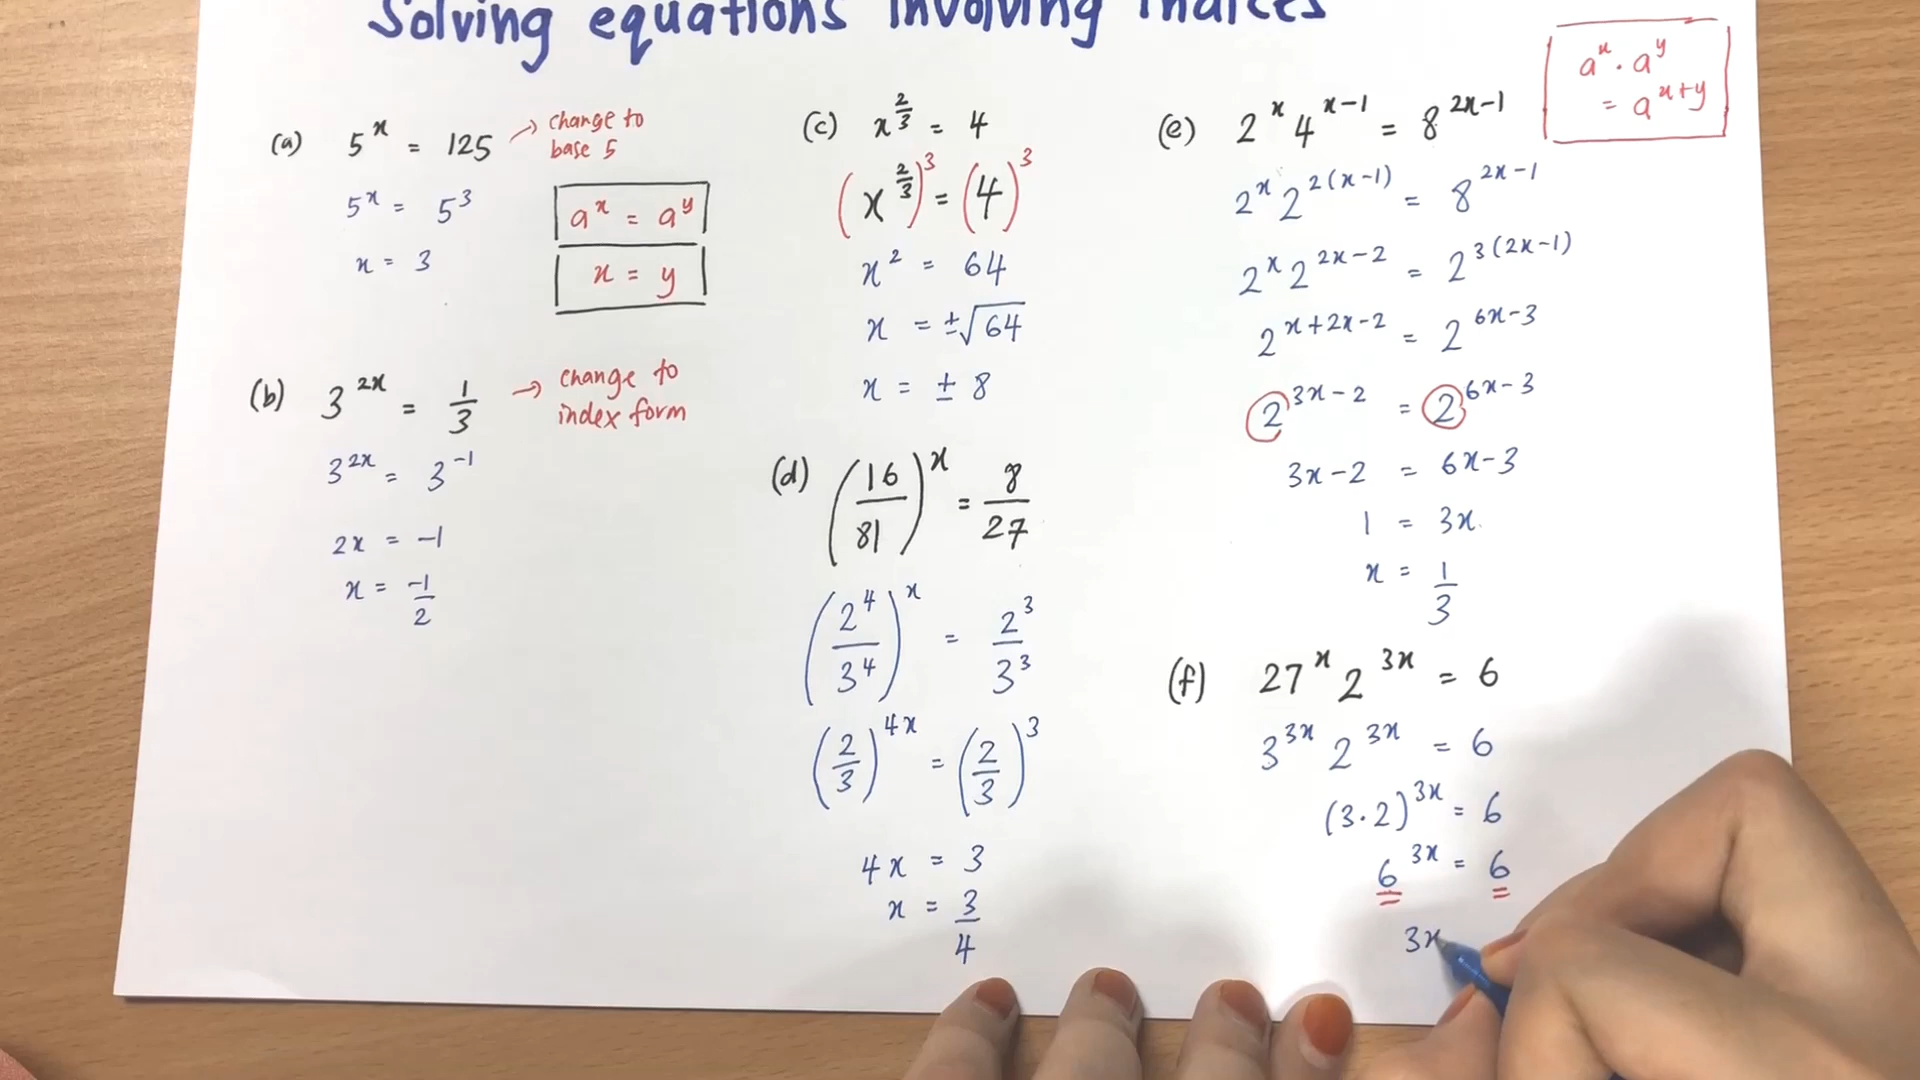 Solving equations involving indices
(a) 5^x = 125 → change to base 5
5^x = 5^3
x = 3
a^x = a^y
x = y
(b) 3^{2x} = 1/3 → change to index form
3^{2x} = 3^{-1}
2x = -1
x = -1/2
(c) x^{2/3} = 4
(x^{2/3})^3 = (4)^3
x^2 = 64
x = ±√64
x = ± 8
(d) (16/81)^x = 8/27
(2^4/3^4)^x = 2^3/3^3
(2/3)^{4x} = (2/3)^3
4x = 3
x = 3/4
(e) 2^x 4^{x-1} = 8^{2x-1}
2^x 2^{2(x-1)} = 8^{2x-1}
2^x 2^{2x-2} = 2^{3(2x-1)}
2^{x+2x-2} = 2^{6x-3}
2^{3x-2} = 2^{6x-3}
3x-2 = 6x-3
1 = 3x
x = 1/3
a^x · a^y
= a^{x+y}
(f) 27^x 2^{3x} = 6
3^{3x} 2^{3x} = 6
(3·2)^{3x} = 6
6^{3x} = 6
3x